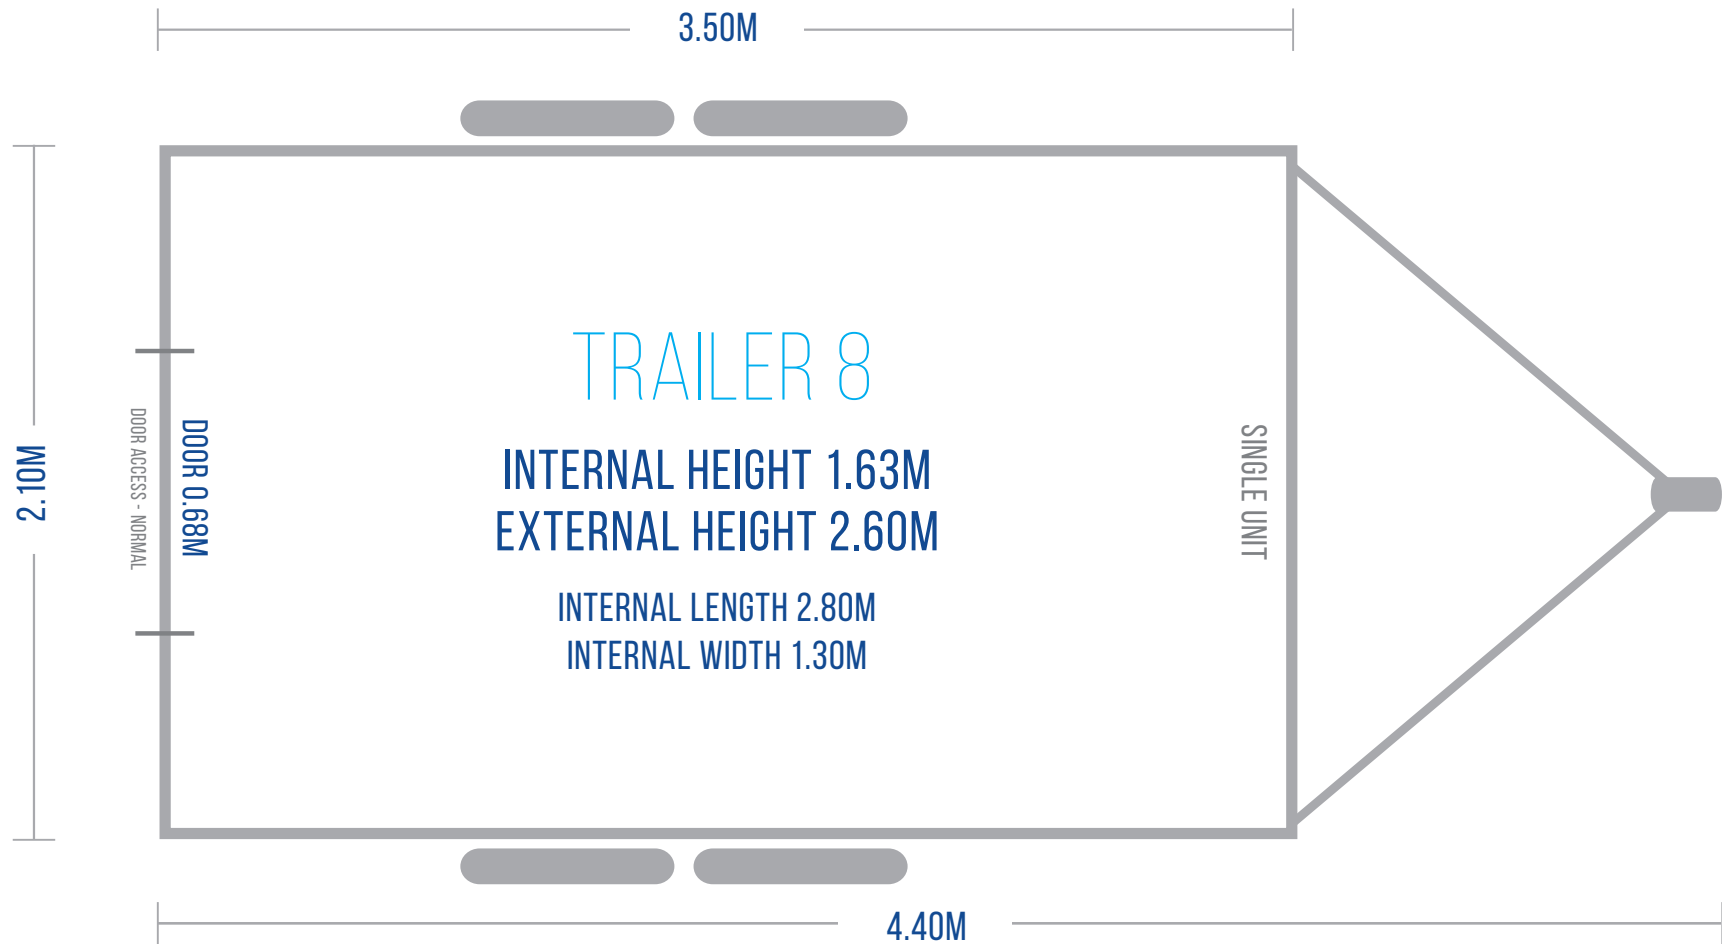 3.50M
TRAILER 8
INTERNAL HEIGHT 1.63M
EXTERNAL HEIGHT 2.60M
INTERNAL LENGTH 2.80M
INTERNAL WIDTH 1.30M
2.10M
DOOR ACCESS - NORMAL
DOOR 0.68M
SINGLE UNIT
4.40M